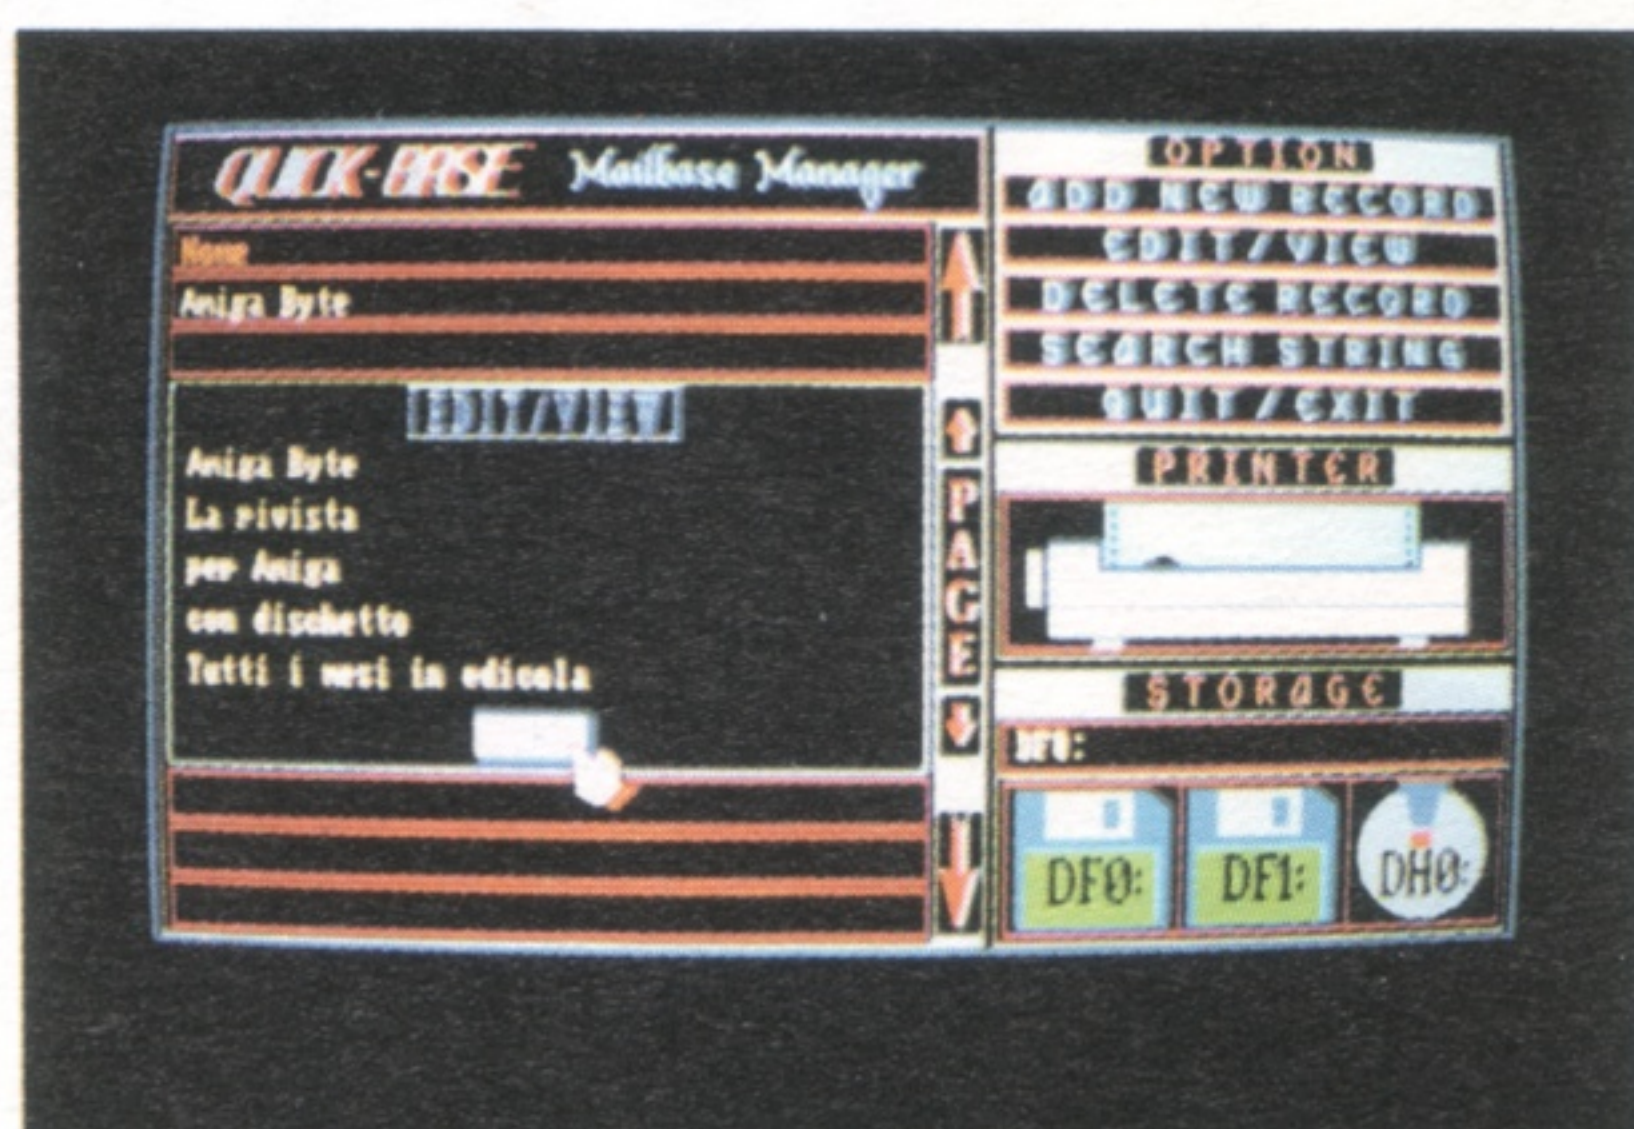 QUICK-BASE Mailbase Manager
Nome
Amiga Byte
EDIT/VIEW
Amiga Byte
La rivista
per Amiga
con dischetto
Tutti i mesi in edicola
PAGE
OPTION
ADD NEW RECORD
EDIT/VIEW
DELETE RECORD
SEARCH STRING
QUIT/EXIT
PRINTER
STORAGE
DF0:
DF0:
DF1:
DH0: